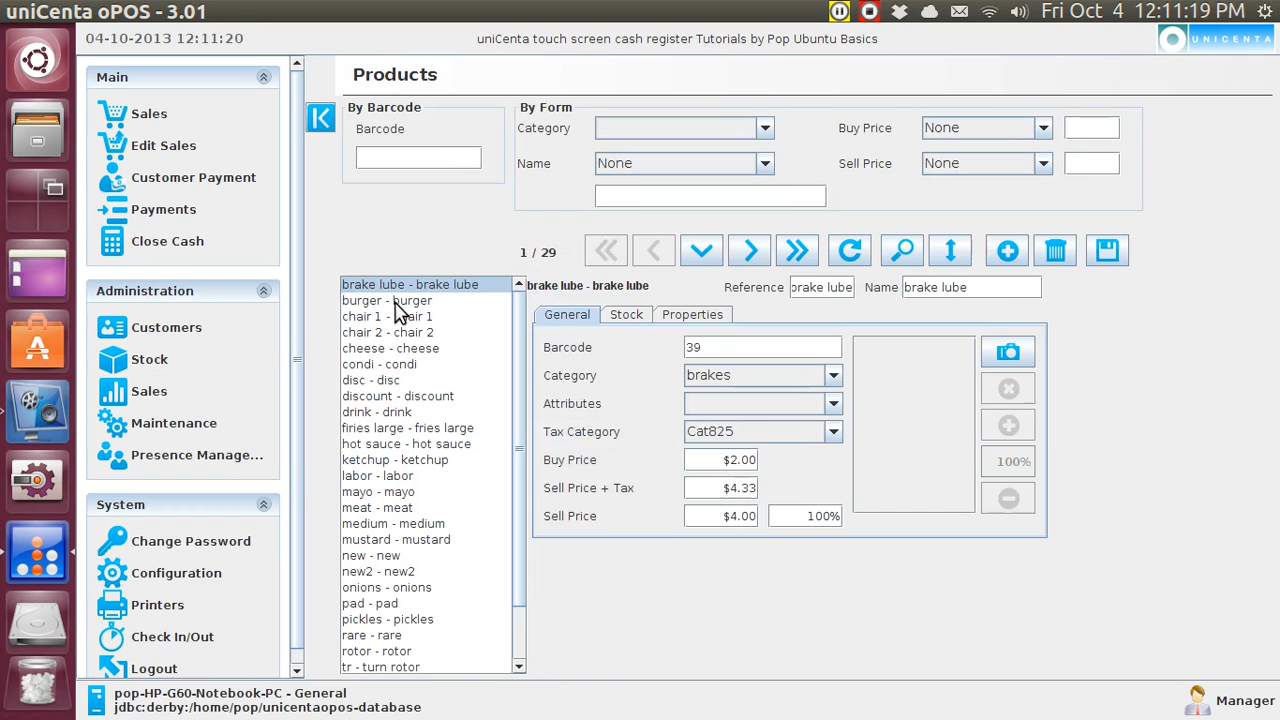 uniCenta oPOS - 3.01
Fri Oct 4 12:11:19 PM
04-10-2013 12:11:20
uniCenta touch screen cash register Tutorials by Pop Ubuntu Basics
UNICENTA
Main
Sales
Edit Sales
Customer Payment
Payments
Close Cash
Administration
Customers
Stock
Sales
Maintenance
Presence Manage...
System
Change Password
Configuration
Printers
Check In/Out
Logout
Products
By Barcode
Barcode
By Form
Category
Buy Price None
Name None
Sell Price None
1 / 29
brake lube - brake lube
burger - burger
chair 1 - chair 1
chair 2 - chair 2
cheese - cheese
condi - condi
disc - disc
discount - discount
drink - drink
fries large - fries large
hot sauce - hot sauce
ketchup - ketchup
labor - labor
mayo - mayo
meat - meat
medium - medium
mustard - mustard
new - new
new2 - new2
onions - onions
pad - pad
pickles - pickles
rare - rare
rotor - rotor
tr - turn rotor
brake lube - brake lube
Reference brake lube
Name brake lube
General Stock Properties
Barcode 39
Category brakes
Attributes
Tax Category Cat825
Buy Price $2.00
Sell Price + Tax $4.33
Sell Price $4.00 100%
100%
pop-HP-G60-Notebook-PC - General
jdbc:derby:/home/pop/unicentaopos-database
Manager